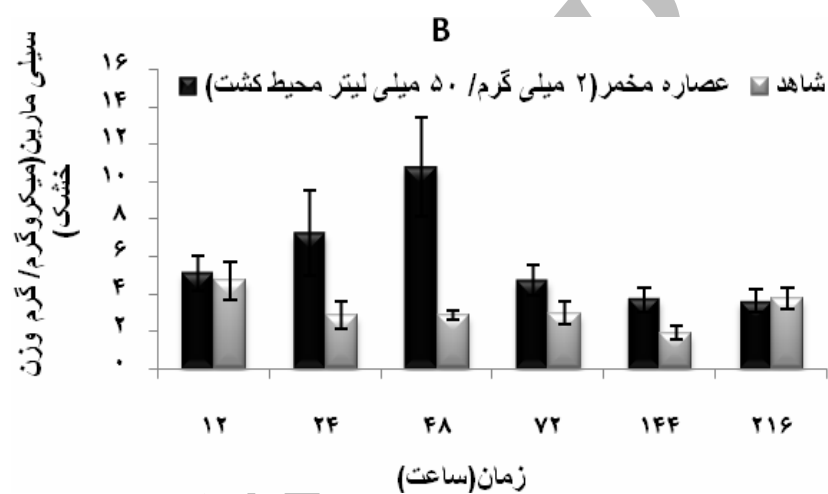 B
شاهد
عصاره مخمر(۲ میلی گرم/ ۵۰ میلی لیتر محیط کشت)
سیلی مارین(میکروگرم/ گرم وزن
خشک)
۱۶
۱۴
۱۲
۱۰
۸
۶
۴
۲
۰
۱۲
۲۴
۴۸
۷۲
۱۴۴
۲۱۶
زمان(ساعت)